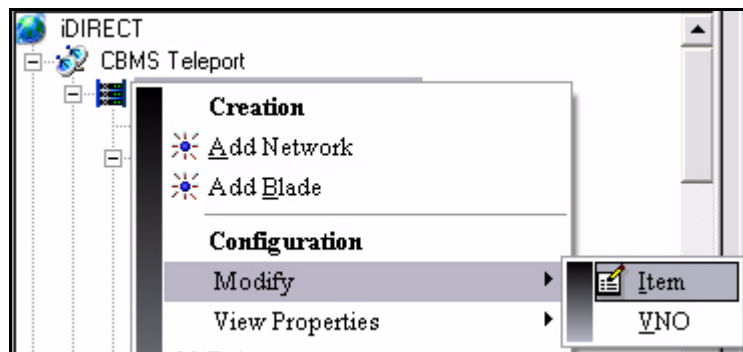 iDIRECT
CBMS Teleport
Creation
Add Network
Add Blade
Configuration
Modify
Item
View Properties
VNO